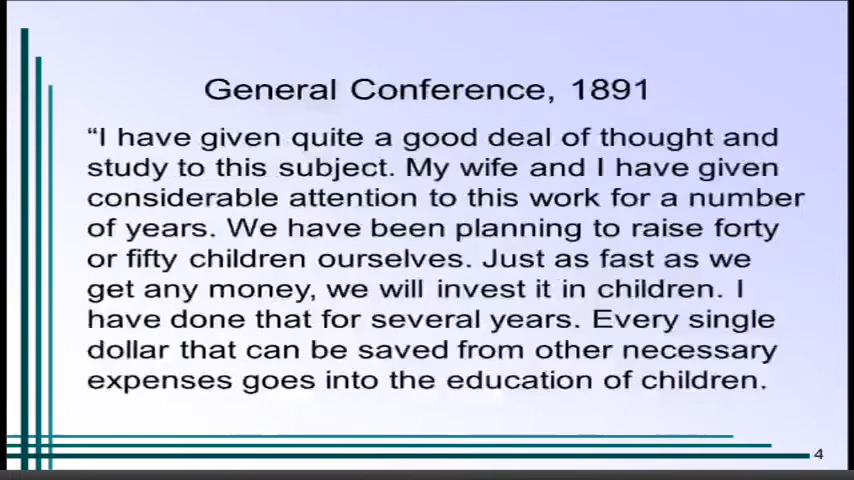 General Conference, 1891
“I have given quite a good deal of thought and
study to this subject. My wife and I have given
considerable attention to this work for a number
of years. We have been planning to raise forty
or fifty children ourselves. Just as fast as we
get any money, we will invest it in children. I
have done that for several years. Every single
dollar that can be saved from other necessary
expenses goes into the education of children.
4